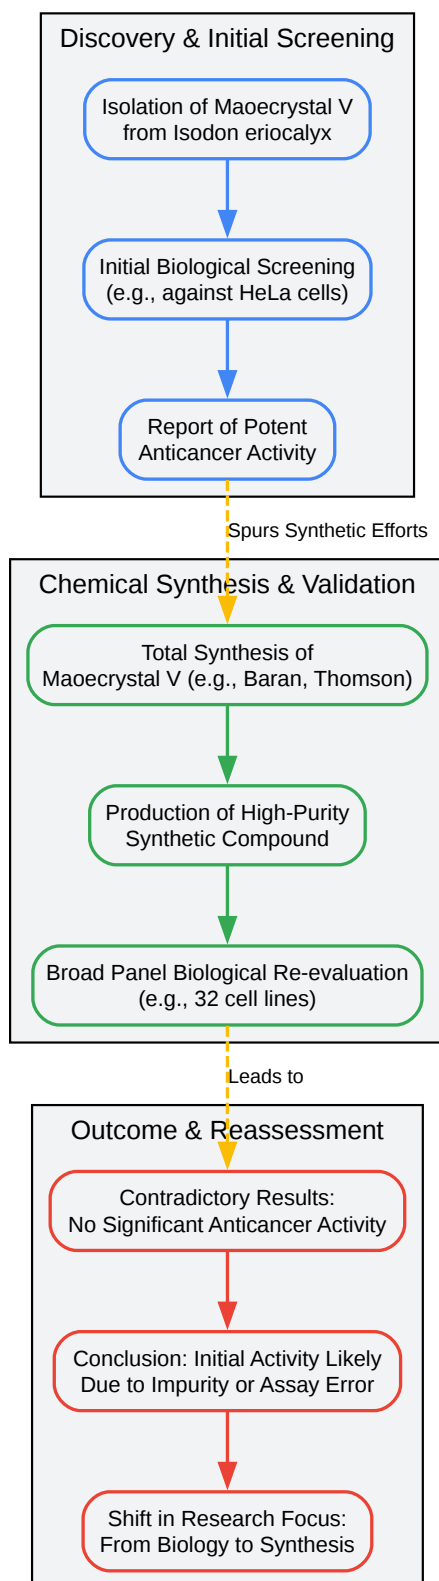 Discovery & Initial Screening
Isolation of Maoecrystal V
from Isodon eriocalyx
Initial Biological Screening
(e.g., against HeLa cells)
Report of Potent
Anticancer Activity
Spurs Synthetic Efforts
Chemical Synthesis & Validation
Total Synthesis of
Maoecrystal V (e.g., Baran, Thomson)
Production of High-Purity
Synthetic Compound
Broad Panel Biological Re-evaluation
(e.g., 32 cell lines)
Leads to
Outcome & Reassessment
Contradictory Results:
No Significant Anticancer Activity
Conclusion: Initial Activity Likely
Due to Impurity or Assay Error
Shift in Research Focus:
From Biology to Synthesis